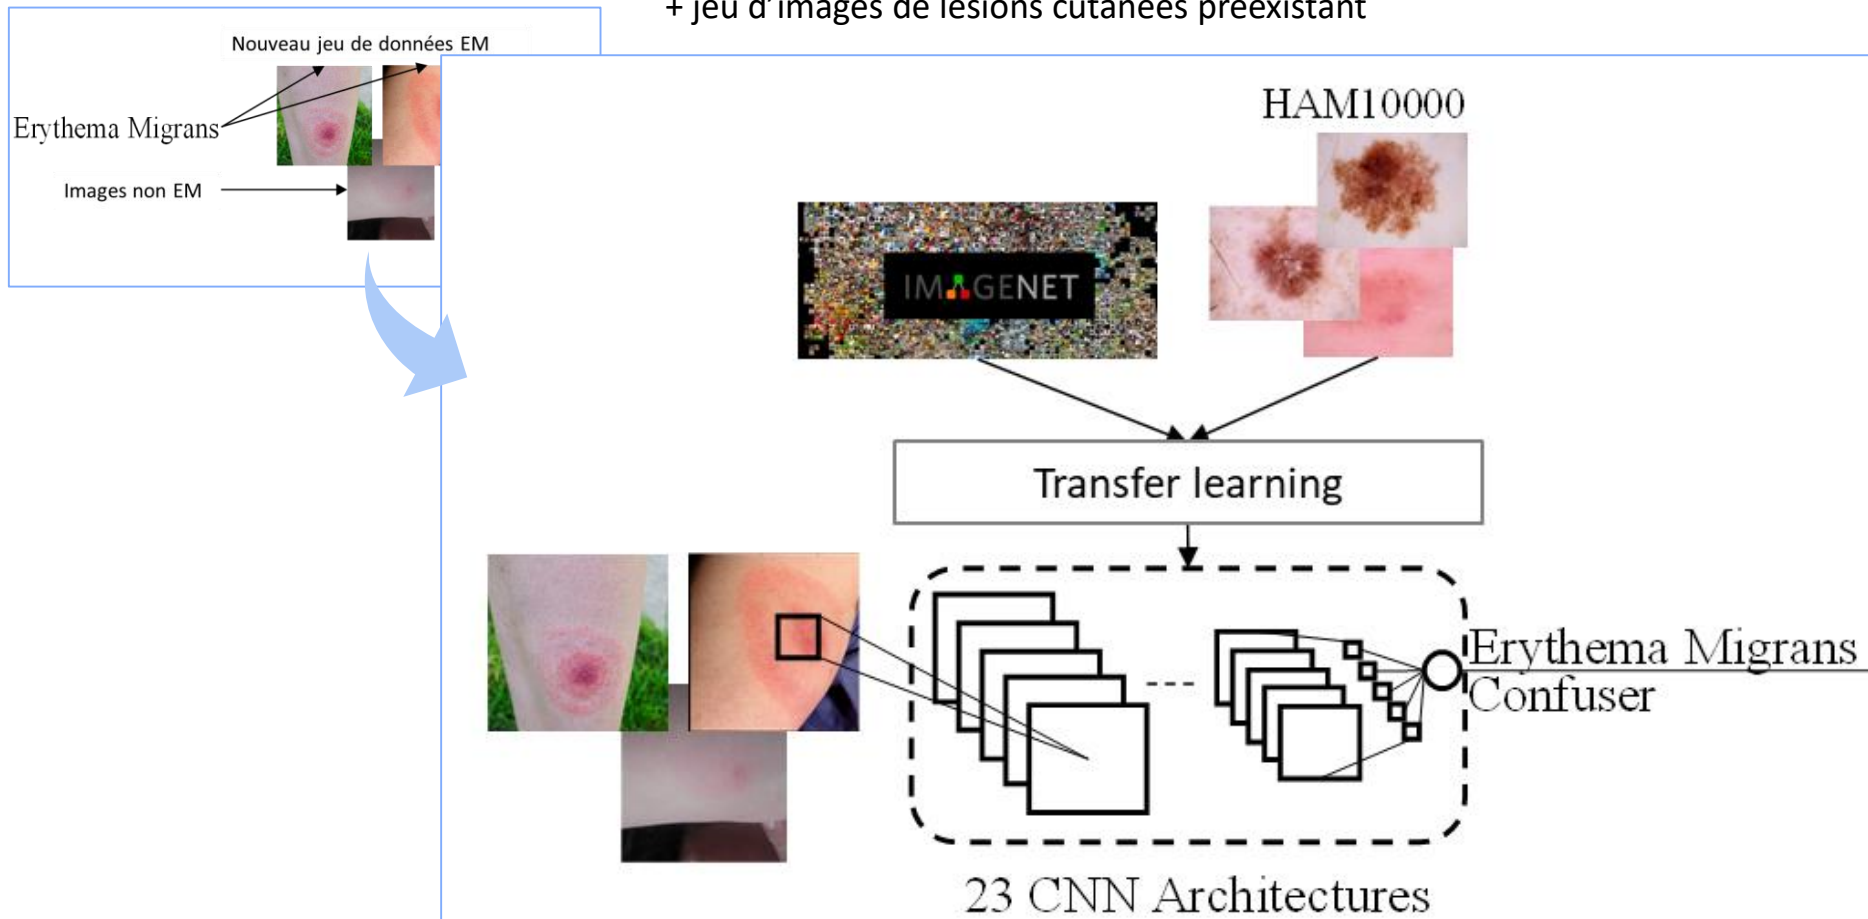 + jeu d'images de lésions cutanées préexistant
Nouveau jeu de données EM
Erythema Migrans
Images non EM
HAM10000
IMAGENET
Transfer learning
Erythema Migrans
Confuser
23 CNN Architectures